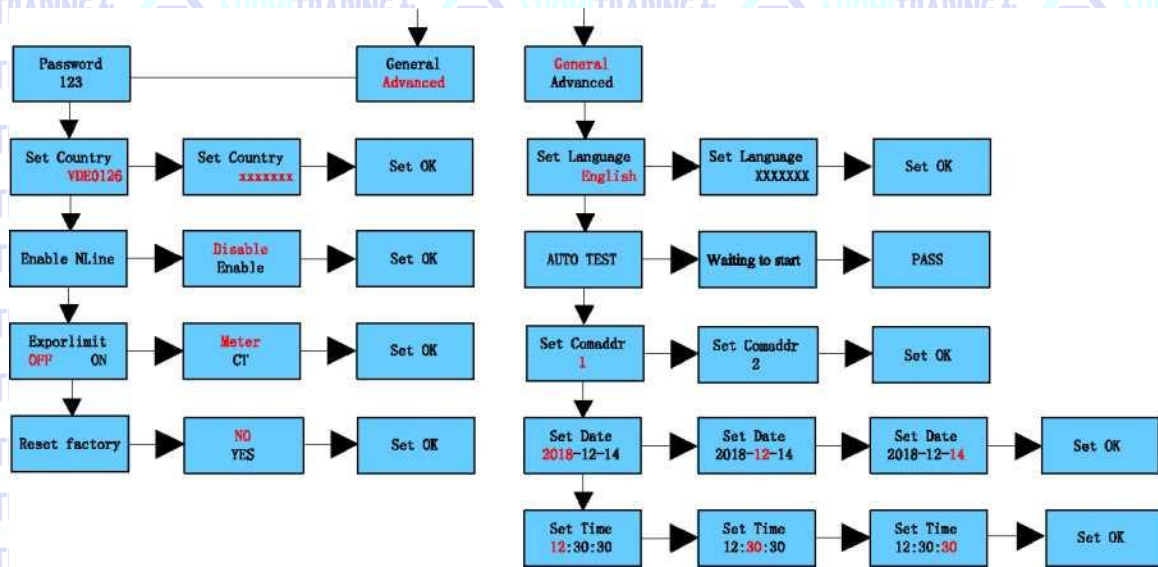 Password
123
General
Advanced
General
Advanced
Set Country
VDE0126
Set Country
xxxxxxx
Set OK
Set Language
English
Set Language
XXXXXXX
Set OK
Enable NLine
Disable
Enable
Set OK
AUTO TEST
Waiting to start
PASS
Exporlimit
OFF ON
Meter
CT
Set OK
Set Comaddr
1
Set Comaddr
2
Set OK
Reset factory
NO
YES
Set OK
Set Date
2018-12-14
Set Date
2018-12-14
Set Date
2018-12-14
Set OK
Set Time
12:30:30
Set Time
12:30:30
Set Time
12:30:30
Set OK